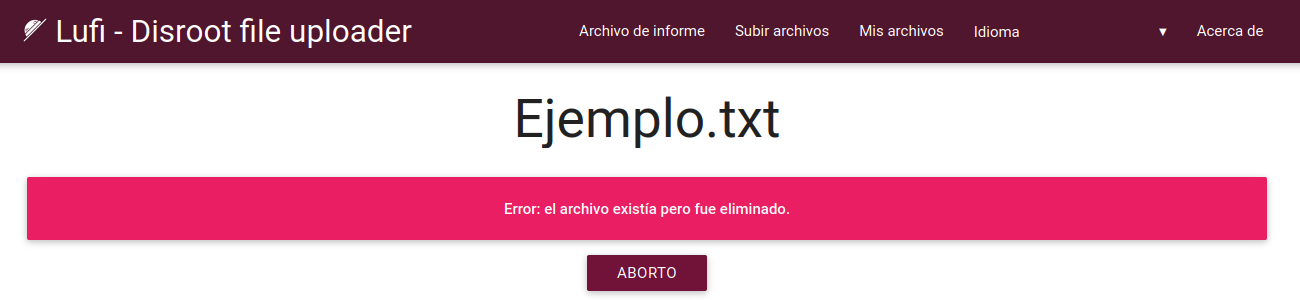 Lufi - Disroot file uploader Archivo de informe Subir archivos Mis archivos Idioma ▾ Acerca de
Ejemplo.txt
Error: el archivo existía pero fue eliminado.
ABORTO